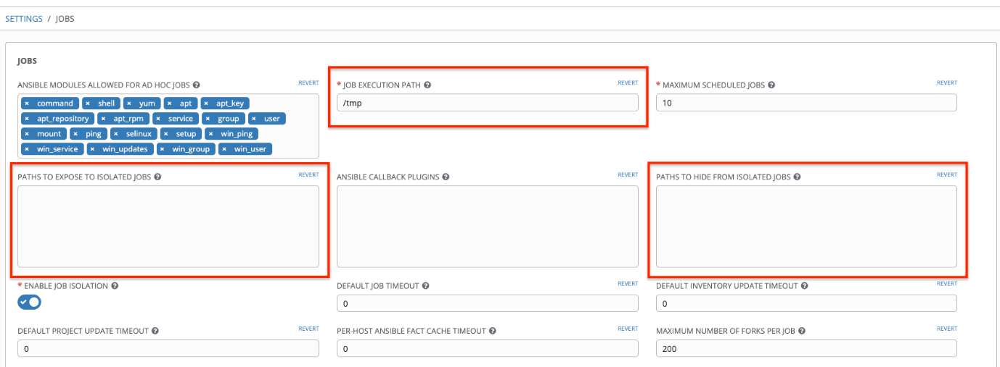 SETTINGS / JOBS
JOBS
ANSIBLE MODULES ALLOWED FOR AD HOC JOBS ? REVERT
× command × shell × yum × apt × apt_key
× apt_repository × apt_rpm × service × group × user
× mount × ping × selinux × setup × win_ping
× win_service × win_updates × win_group × win_user
* JOB EXECUTION PATH ? REVERT
/tmp
* MAXIMUM SCHEDULED JOBS ? REVERT
10
PATHS TO EXPOSE TO ISOLATED JOBS ? REVERT
ANSIBLE CALLBACK PLUGINS ? REVERT
PATHS TO HIDE FROM ISOLATED JOBS ? REVERT
* ENABLE JOB ISOLATION ?
DEFAULT JOB TIMEOUT ? REVERT
0
DEFAULT INVENTORY UPDATE TIMEOUT ? REVERT
0
DEFAULT PROJECT UPDATE TIMEOUT ? REVERT
0
PER-HOST ANSIBLE FACT CACHE TIMEOUT ? REVERT
0
MAXIMUM NUMBER OF FORKS PER JOB ? REVERT
200